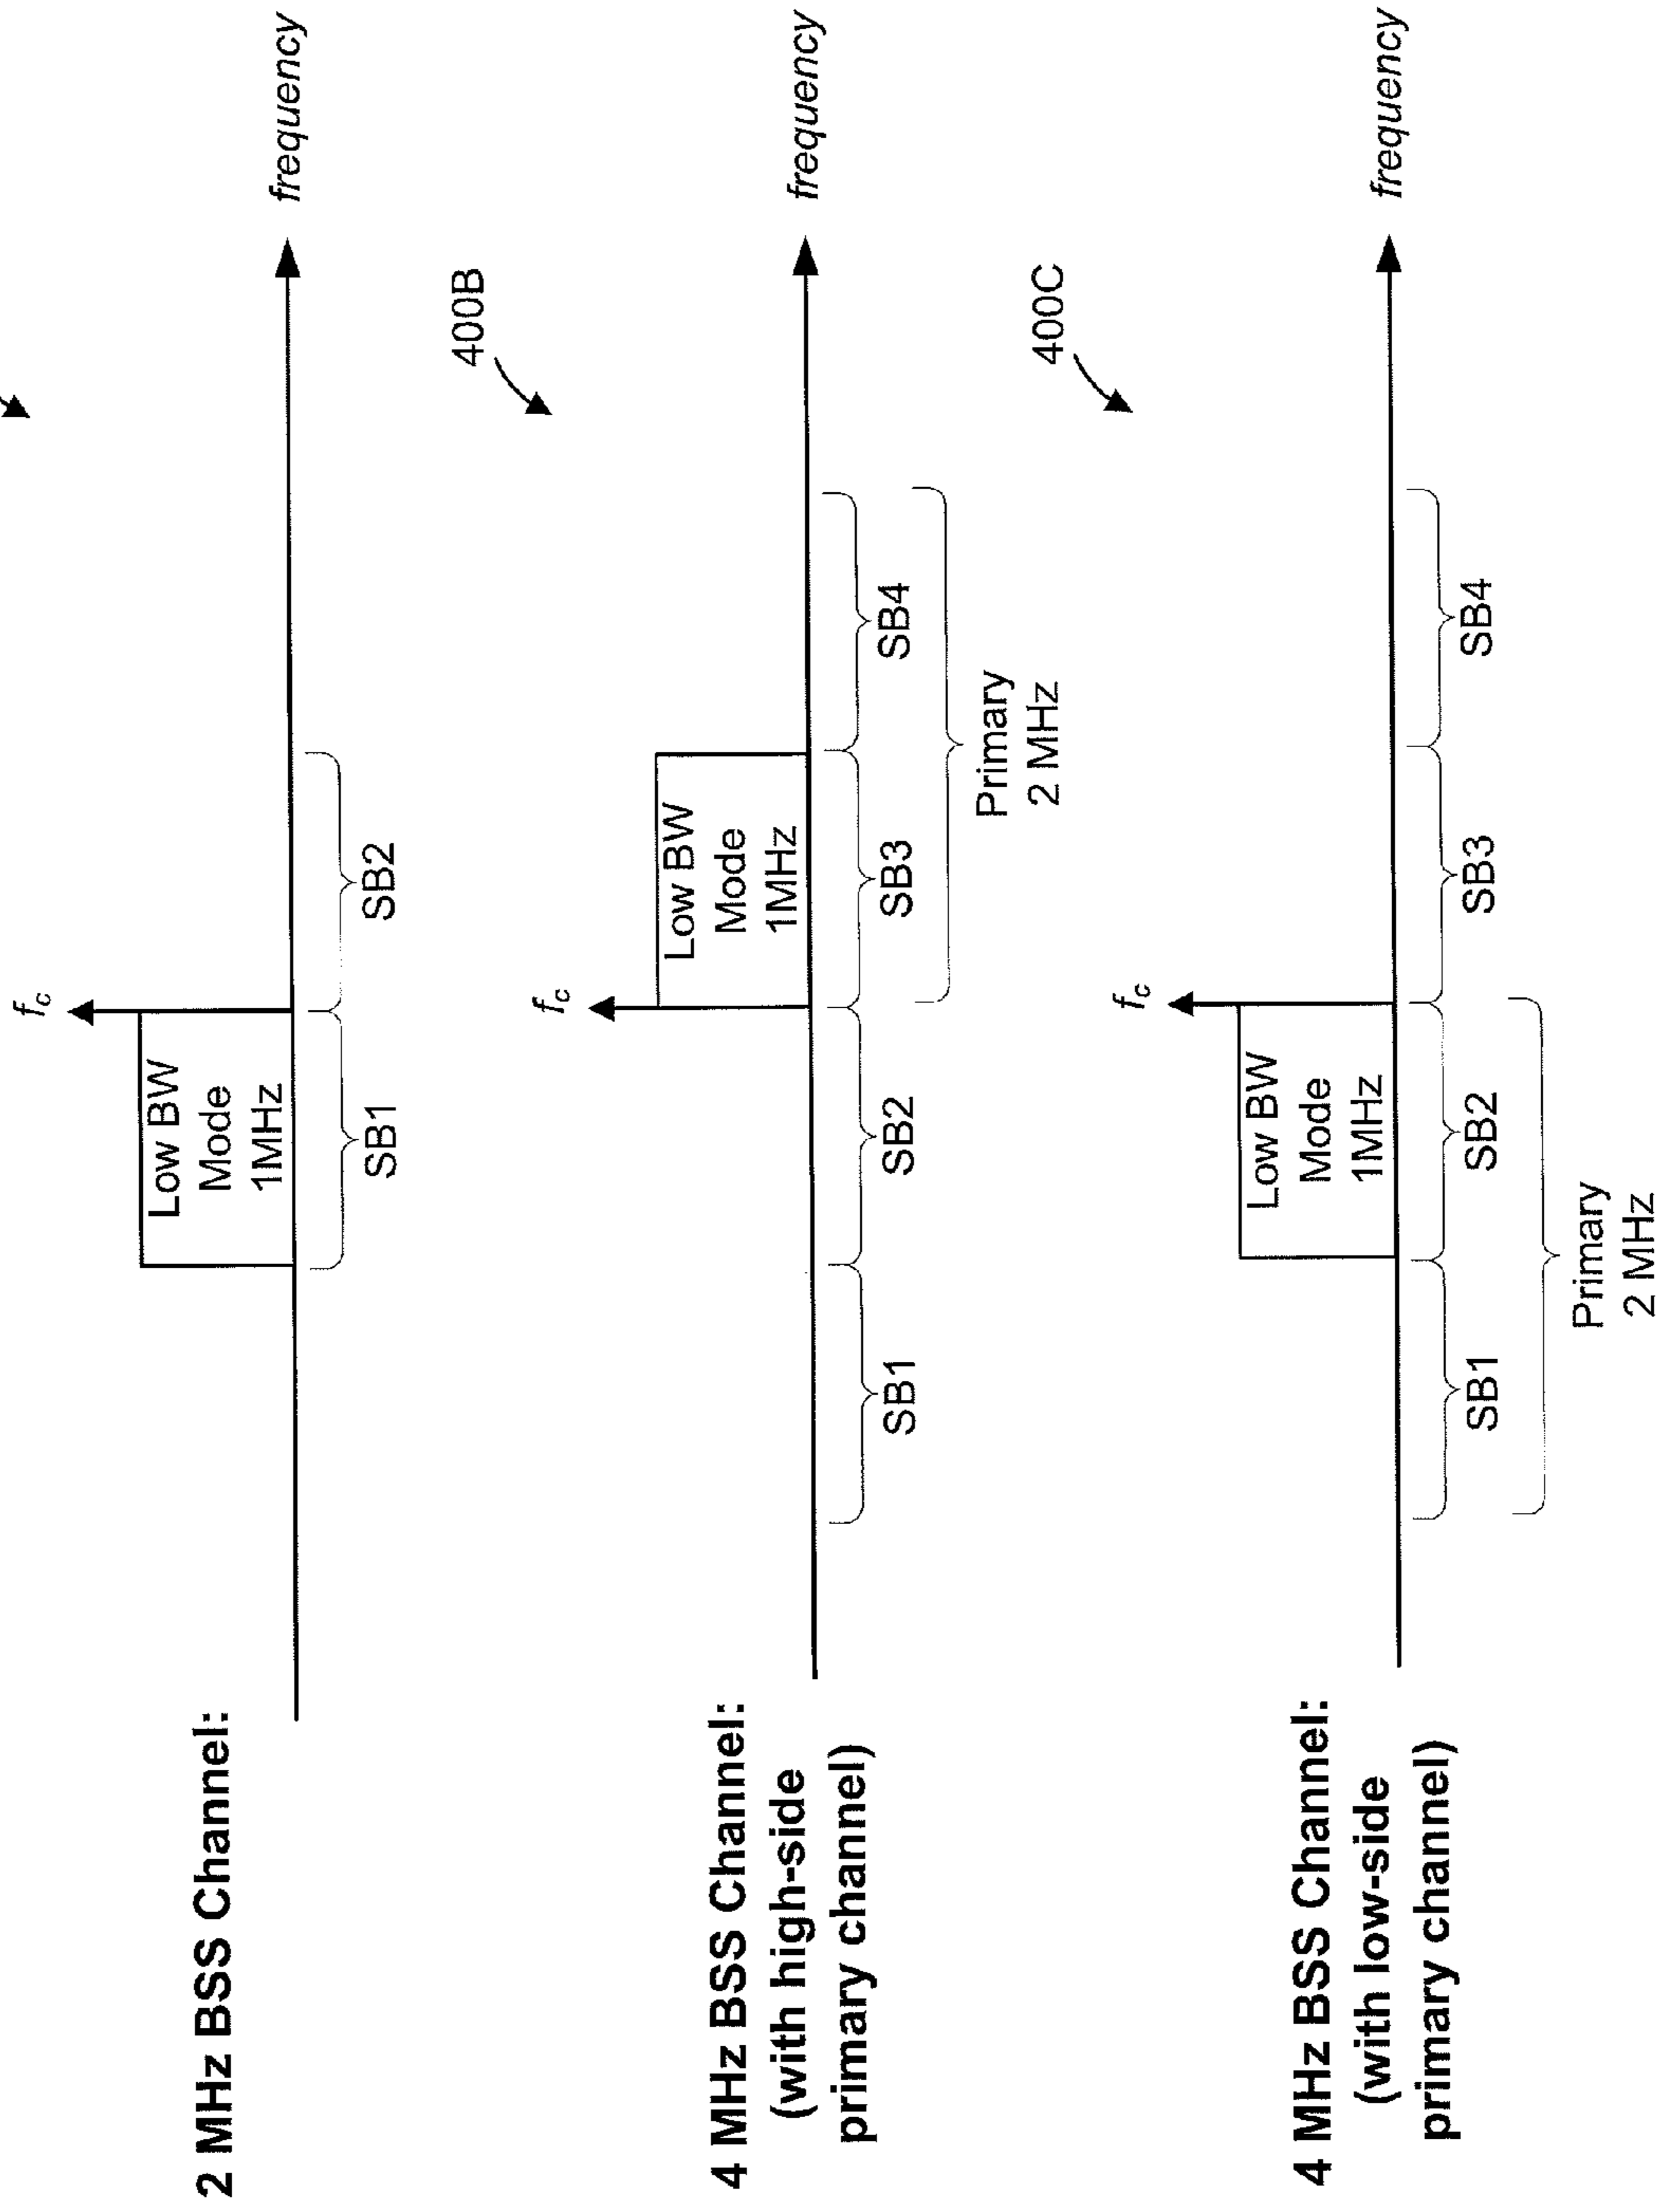 2 MHz BSS Channel:
f_c
Low BW
Mode
1MHz
frequency
SB1
SB2
400B
4 MHz BSS Channel:
(with high-side
primary channel)
f_c
Low BW
Mode
1MHz
frequency
SB1
SB2
SB3
SB4
Primary
2 MHz
400C
4 MHz BSS Channel:
(with low-side
primary channel)
f_c
Low BW
Mode
1MHz
frequency
SB1
SB2
SB3
SB4
Primary
2 MHz